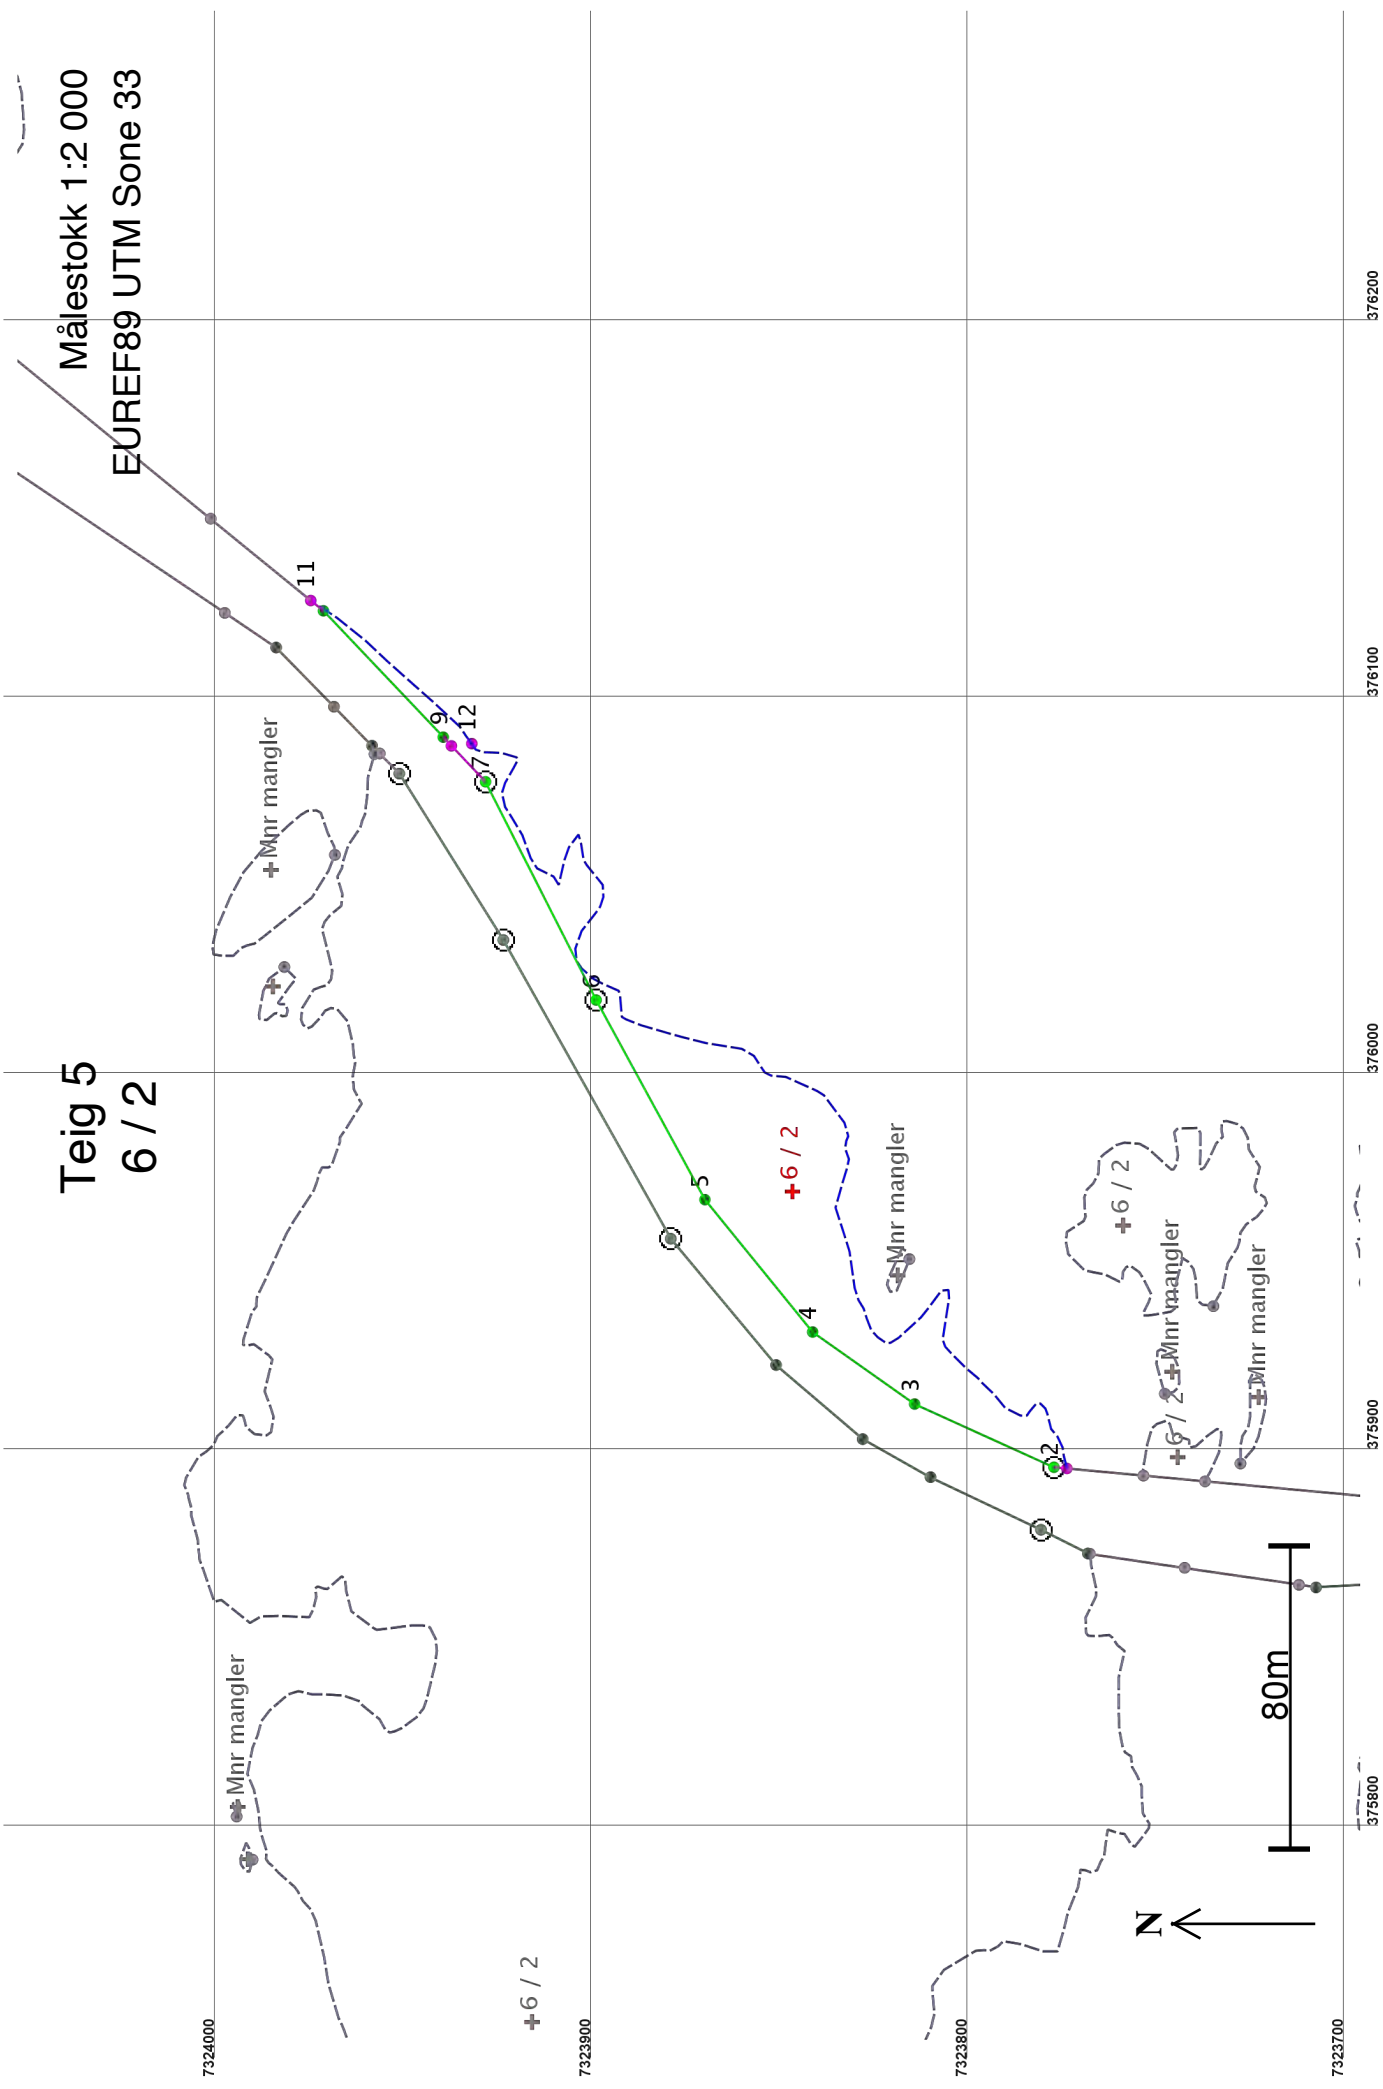 Målestokk 1:2 000
EUREF89 UTM Sone 33
Teig 5
6 / 2
11
9
12
7
6
5
4
3
2
6 / 2
Mnr mangler
Mnr mangler
Mnr mangler
6 / 2
Mnr mangler
6 / 2
Mnr mangler
6 / 2
80m
N
7324000
7323900
7323800
7323700
375800
375900
376000
376100
376200